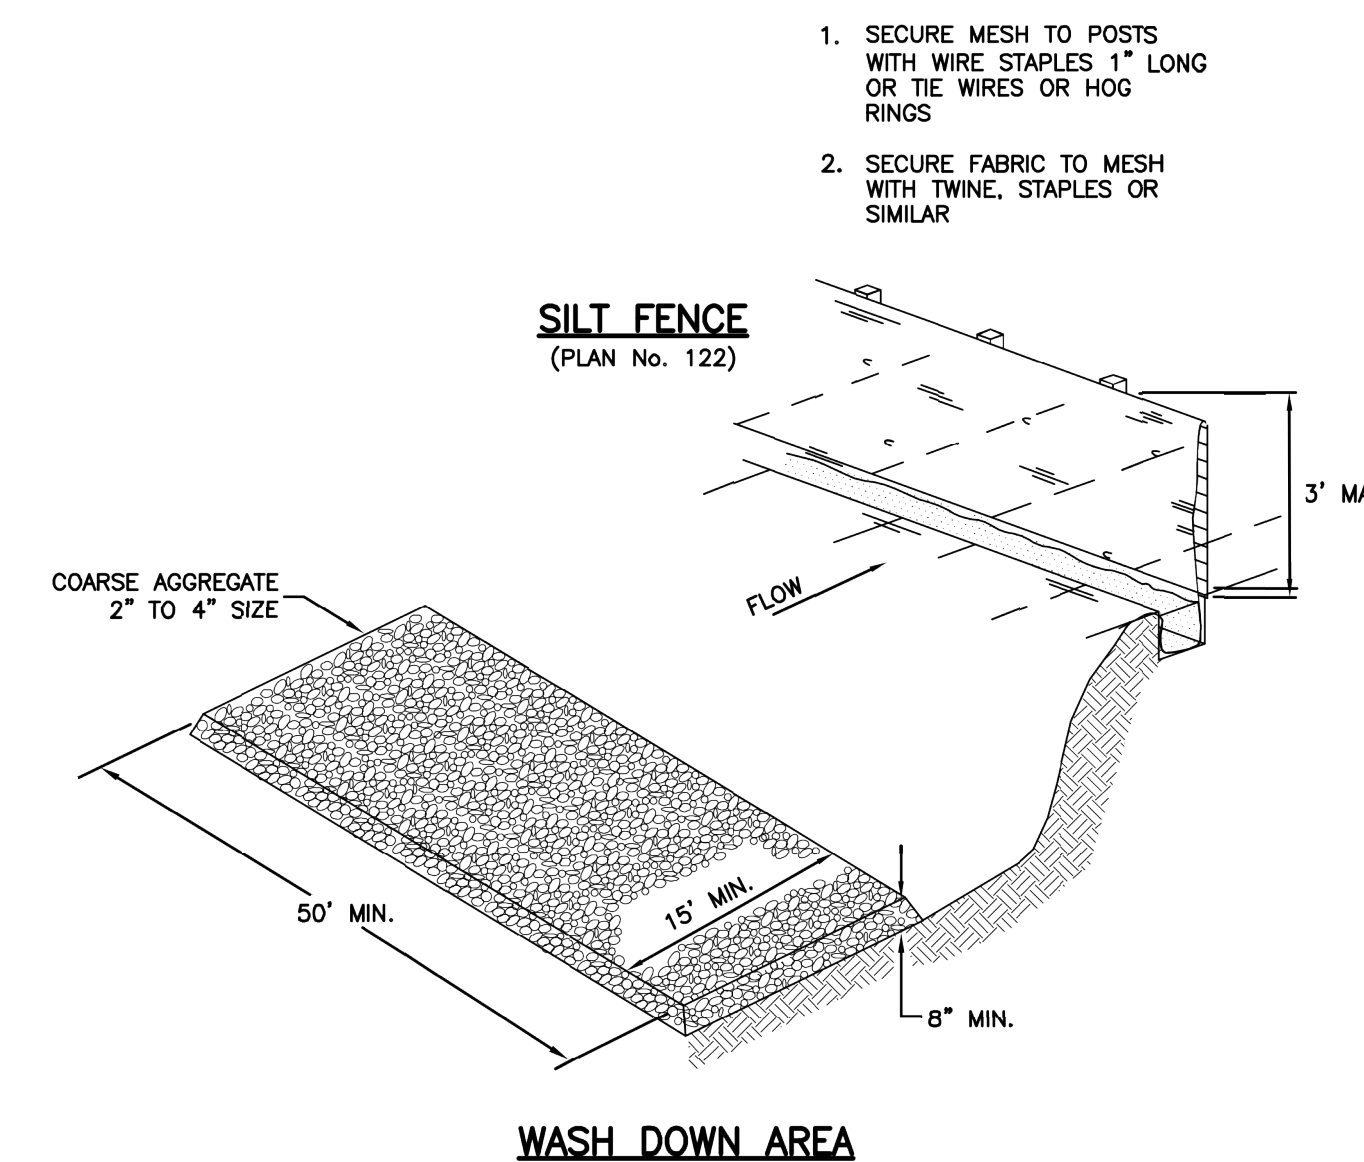 1. SECURE MESH TO POSTS
WITH WIRE STAPLES 1" LONG
OR TIE WIRES OR HOG
RINGS
2. SECURE FABRIC TO MESH
WITH TWINE, STAPLES OR
SIMILAR
SILT FENCE
(PLAN No. 122)
3'
FLOW
COARSE AGGREGATE
2" TO 4" SIZE
50' MIN.
15' MIN.
8" MIN.
WASH DOWN AREA